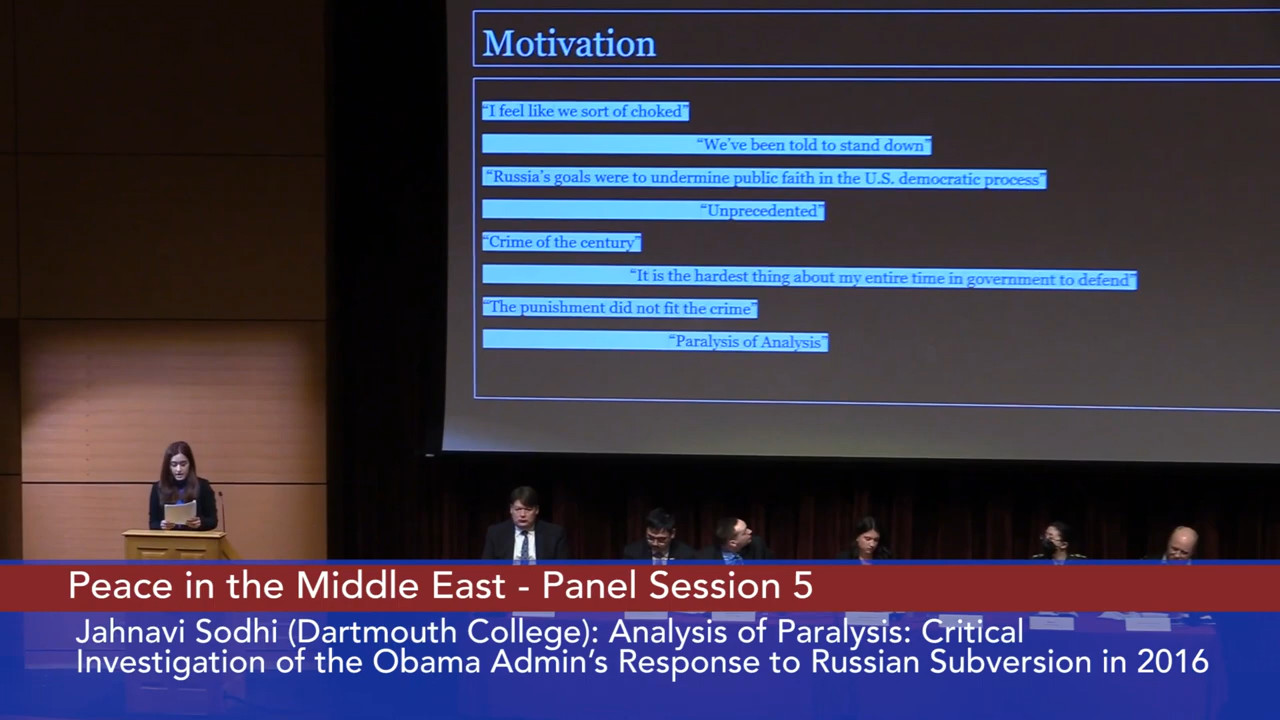 Motivation
“I feel like we sort of choked”
“We’ve been told to stand down”
“Russia’s goals were to undermine public faith in the U.S. democratic process”
“Unprecedented”
“Crime of the century”
“It is the hardest thing about my entire time in government to defend”
“The punishment did not fit the crime”
“Paralysis of Analysis”
Peace in the Middle East - Panel Session 5
Jahnavi Sodhi (Dartmouth College): Analysis of Paralysis: Critical
Investigation of the Obama Admin’s Response to Russian Subversion in 2016